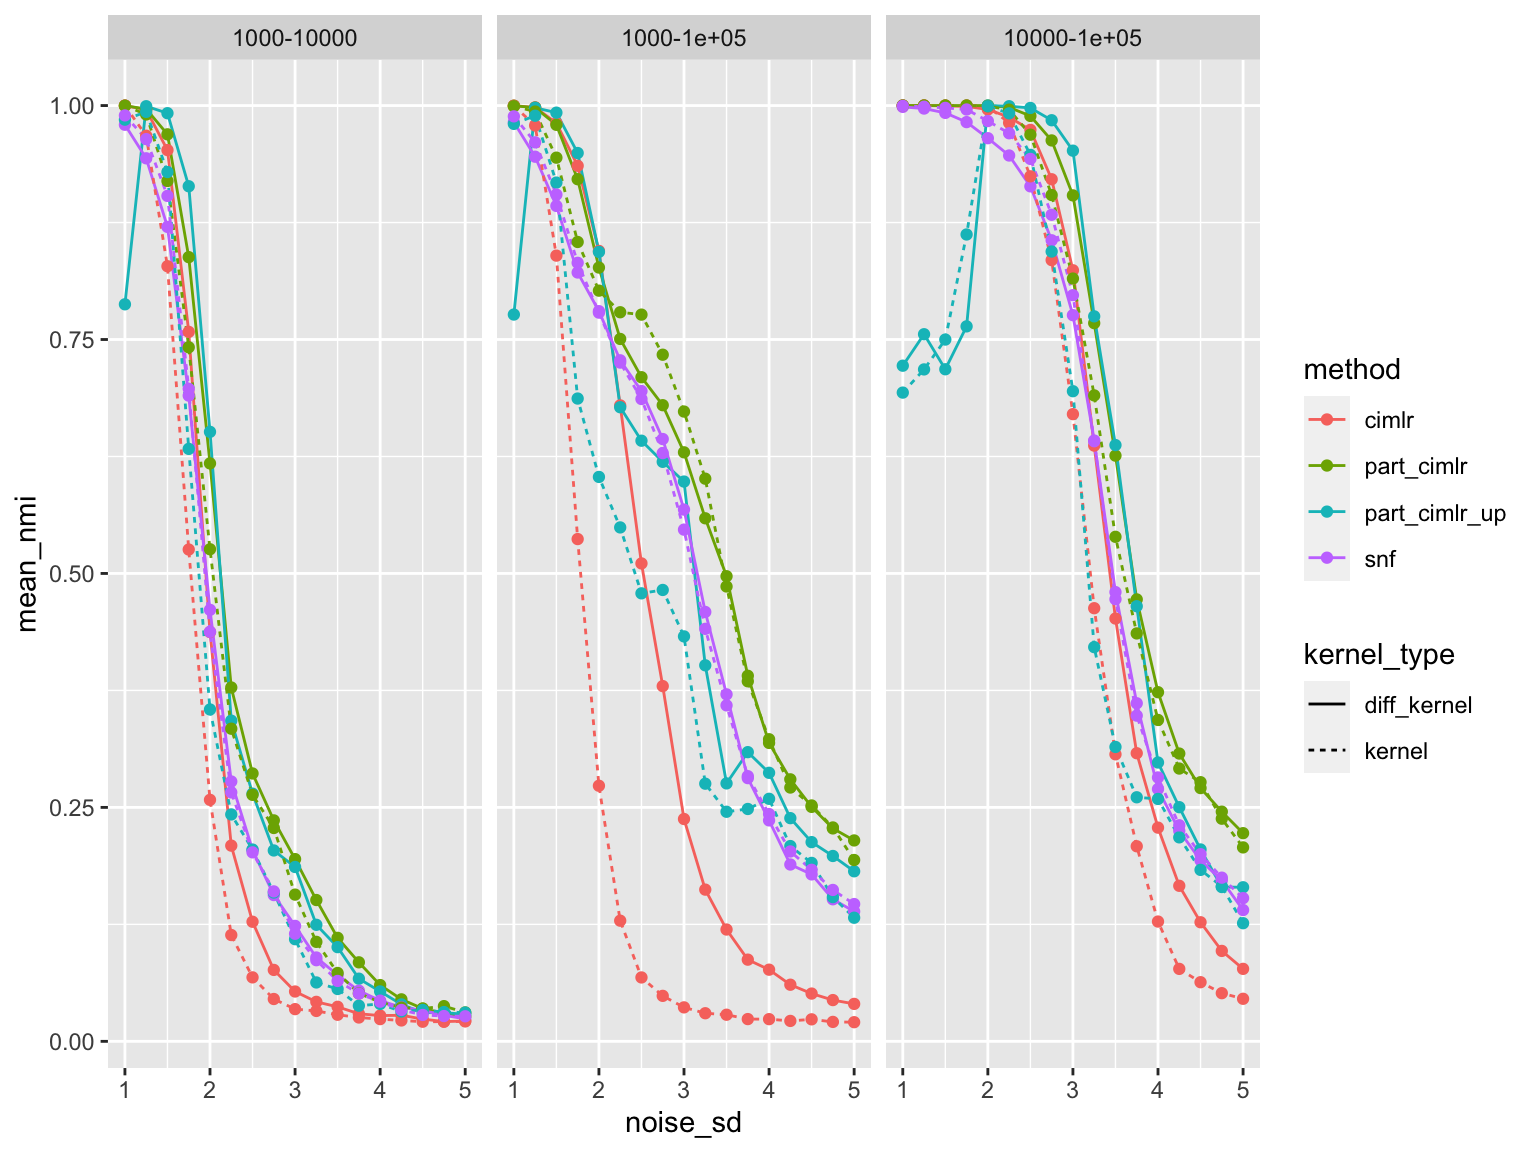 1000-10000
1000-1e+05
10000-1e+05
mean_nmi
1.00
0.75
0.50
0.25
0.00
1 2 3 4 5
1 2 3 4 5
1 2 3 4 5
noise_sd
method
cimlr
part_cimlr
part_cimlr_up
snf
kernel_type
diff_kernel
kernel